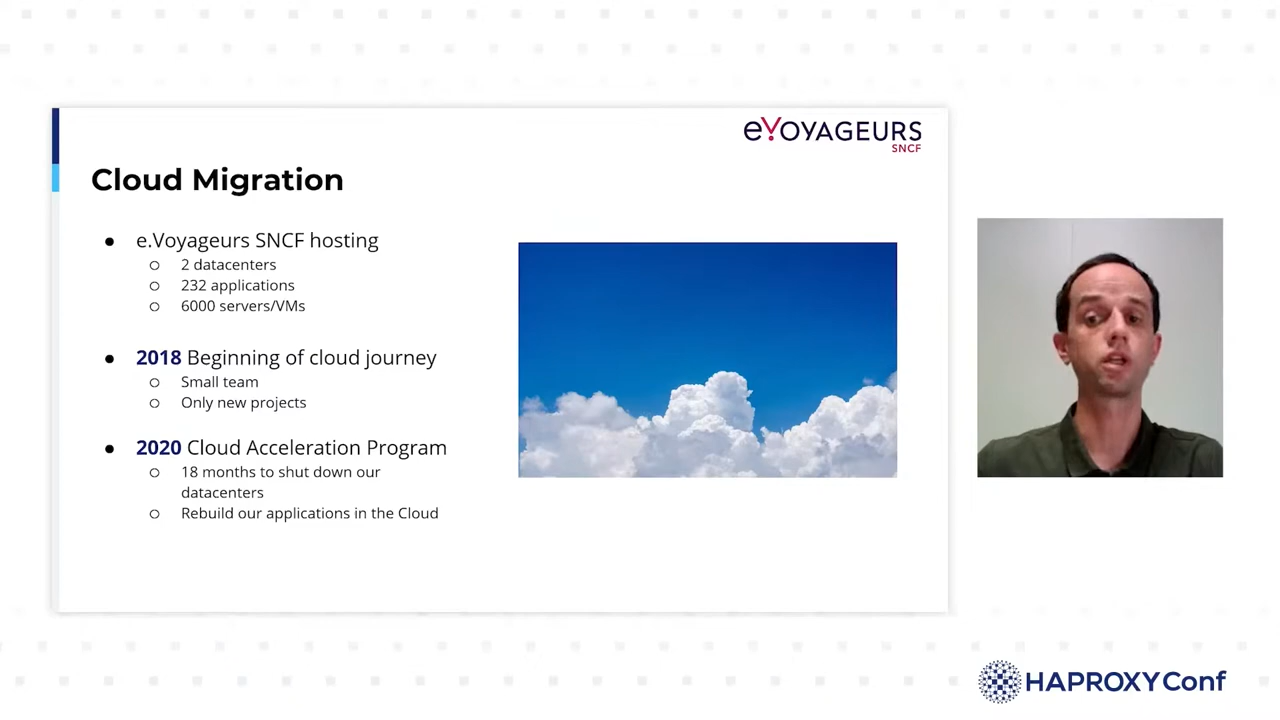 eVOYAGEURS
SNCF
Cloud Migration
● e.Voyageurs SNCF hosting
○ 2 datacenters
○ 232 applications
○ 6000 servers/VMs
● 2018 Beginning of cloud journey
○ Small team
○ Only new projects
● 2020 Cloud Acceleration Program
○ 18 months to shut down our
datacenters
○ Rebuild our applications in the Cloud
HAPROXYConf